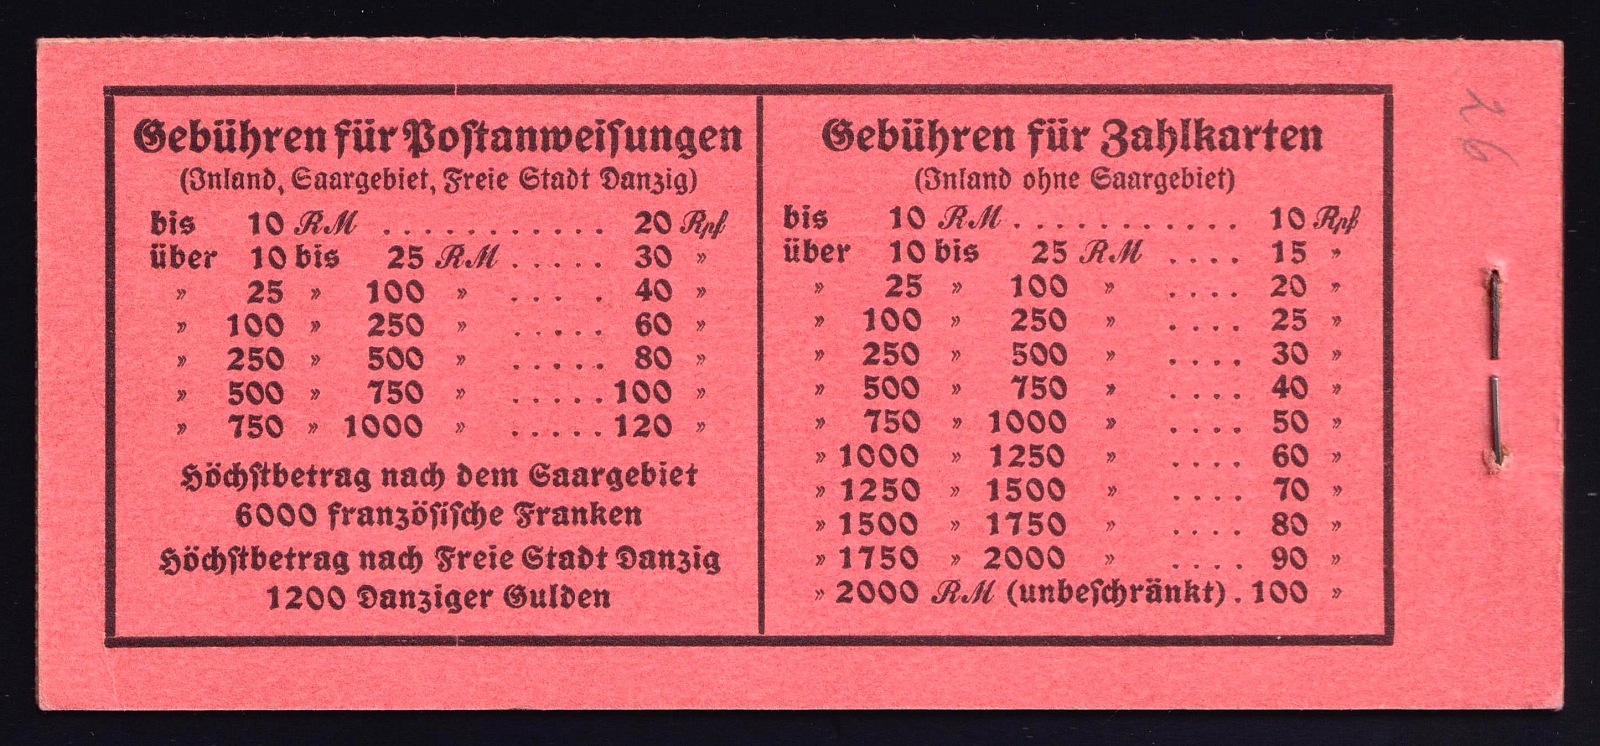 Gebühren für Postanweisungen
(Inland, Saargebiet, Freie Stadt Danzig)
bis 10 RM . . . . . . . . . . . 20 Rpf
über 10 bis 25 RM . . . . . 30 „
„ 25 „ 100 „ . . . . . 40 „
„ 100 „ 250 „ . . . . . 60 „
„ 250 „ 500 „ . . . . . 80 „
„ 500 „ 750 „ . . . . . 100 „
„ 750 „ 1000 „ . . . . . 120 „
Höchstbetrag nach dem Saargebiet
6000 französische Franken
Höchstbetrag nach Freie Stadt Danzig
1200 Danziger Gulden
Gebühren für Zahlkarten
(Inland ohne Saargebiet)
bis 10 RM . . . . . . . . . . . 10 Rpf
über 10 bis 25 RM . . . . 15 „
„ 25 „ 100 „ . . . . 20 „
„ 100 „ 250 „ . . . . 25 „
„ 250 „ 500 „ . . . . 30 „
„ 500 „ 750 „ . . . . 40 „
„ 750 „ 1000 „ . . . . 50 „
„ 1000 „ 1250 „ . . . . 60 „
„ 1250 „ 1500 „ . . . . 70 „
„ 1500 „ 1750 „ . . . . 80 „
„ 1750 „ 2000 „ . . . . 90 „
„ 2000 RM (unbeschränkt) . 100 „
26